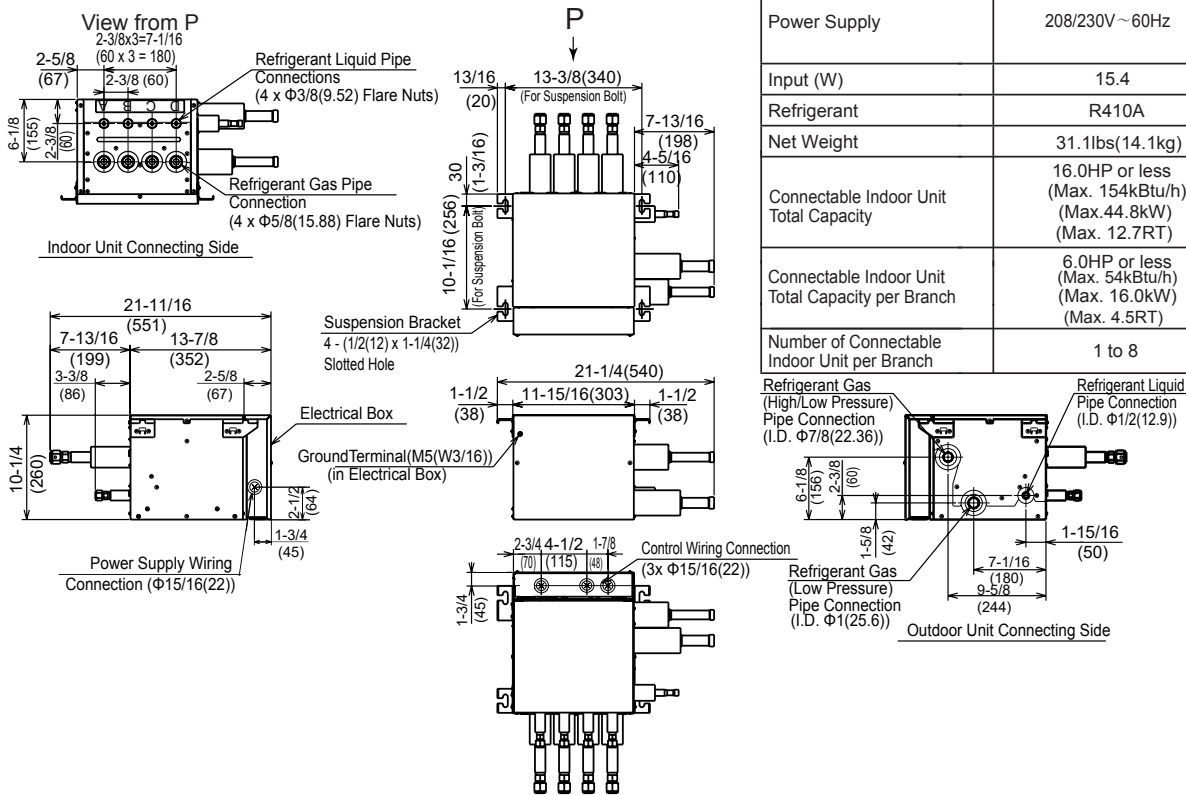 View from P
2-3/8x3=7-1/16
(60 x 3 = 180)
2-5/8
(67)
2-3/8 (60)
6-1/8
(155)
2-3/8
(60)
A B C D
Refrigerant Liquid Pipe
Connections
(4 x Φ3/8(9.52) Flare Nuts)
Refrigerant Gas Pipe
Connection
(4 x Φ5/8(15.88) Flare Nuts)
Indoor Unit Connecting Side
P
13/16
(20)
13-3/8(340)
(For Suspension Bolt)
7-13/16
(198)
4-5/16
(110)
30
(1-3/16)
10-1/16 (256)
(For Suspension Bolt)
Suspension Bracket
4 - (1/2(12) x 1-1/4(32))
Slotted Hole
Power Supply 208/230V~60Hz
Input (W) 15.4
Refrigerant R410A
Net Weight 31.1lbs(14.1kg)
Connectable Indoor Unit
Total Capacity
16.0HP or less
(Max. 154kBtu/h)
(Max.44.8kW)
(Max. 12.7RT)
Connectable Indoor Unit
Total Capacity per Branch
6.0HP or less
(Max. 54kBtu/h)
(Max. 16.0kW)
(Max. 4.5RT)
Number of Connectable
Indoor Unit per Branch
1 to 8
21-11/16
(551)
7-13/16
(199)
13-7/8
(352)
3-3/8
(86)
2-5/8
(67)
10-1/4
(260)
2-1/2
(64)
1-3/4
(45)
Electrical Box
Power Supply Wiring
Connection (Φ15/16(22))
21-1/4(540)
1-1/2
(38)
11-15/16(303)
1-1/2
(38)
GroundTerminal(M5(W3/16))
(in Electrical Box)
2-3/4
(70)
4-1/2
(115)
1-7/8
(48)
1-3/4
(45)
Control Wiring Connection
(3x Φ15/16(22))
Refrigerant Gas
(High/Low Pressure)
Pipe Connection
(I.D. Φ7/8(22.36))
Refrigerant Liquid
Pipe Connection
(I.D. Φ1/2(12.9))
6-1/8
(156)
2-3/8
(60)
1-5/8
(42)
1-15/16
(50)
7-1/16
(180)
9-5/8
(244)
Refrigerant Gas
(Low Pressure)
Pipe Connection
(I.D. Φ1(25.6))
Outdoor Unit Connecting Side